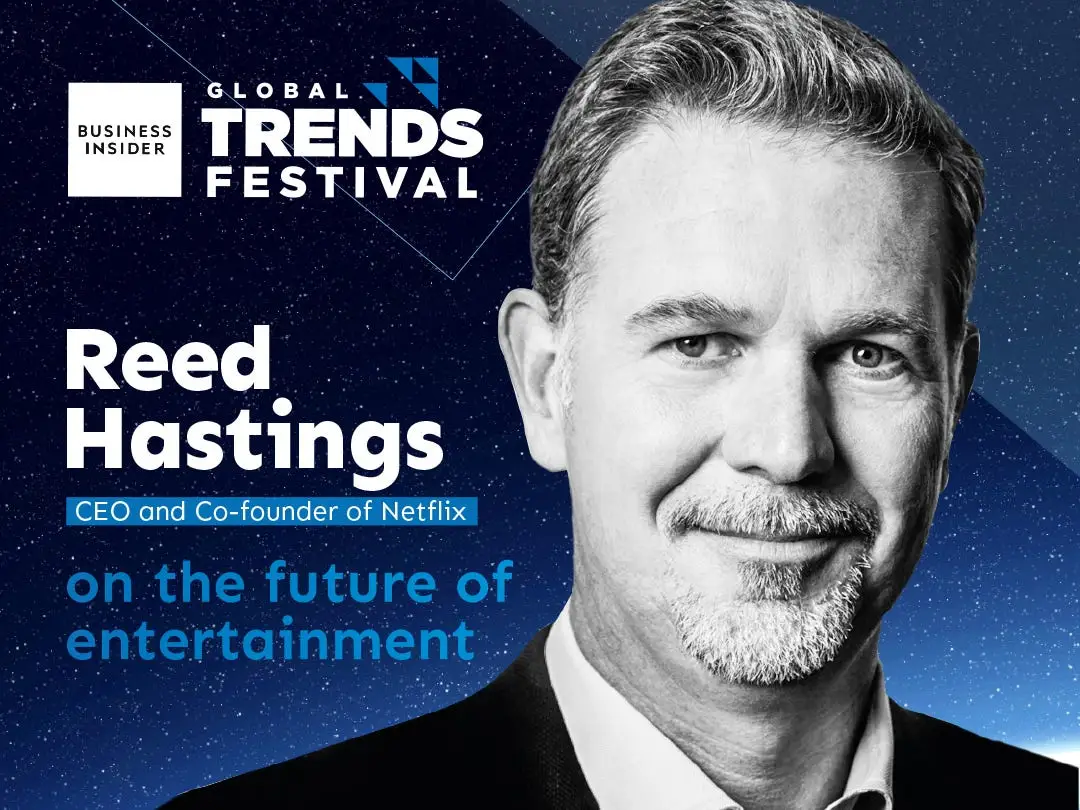 BUSINESS
INSIDER
GLOBAL
TRENDS
FESTIVAL
Reed
Hastings
CEO and Co-founder of Netflix
on the future of
entertainment